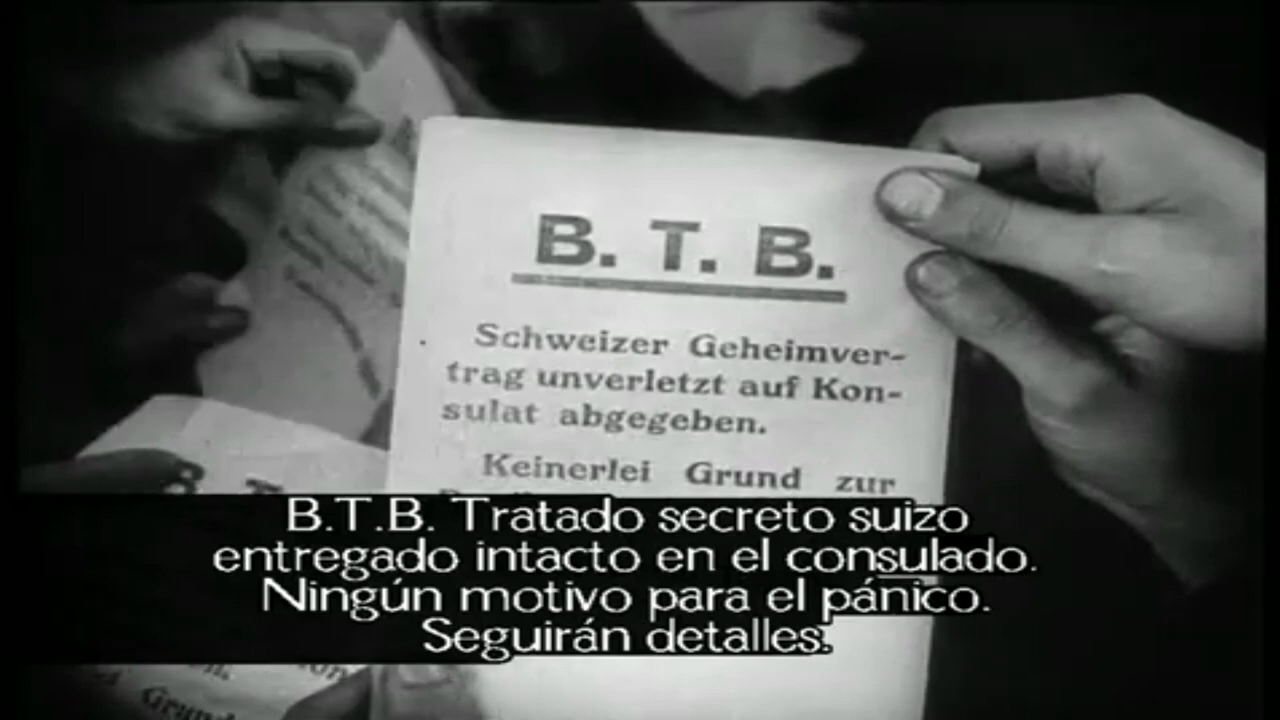 B. T. B.
Schweizer Geheimver-
trag unverletzt auf Kon-
sulat abgegeben.
Keinerlei Grund zur
B.T.B. Tratado secreto suizo
entregado intacto en el consulado.
Ningún motivo para el pánico.
Seguirán detalles.